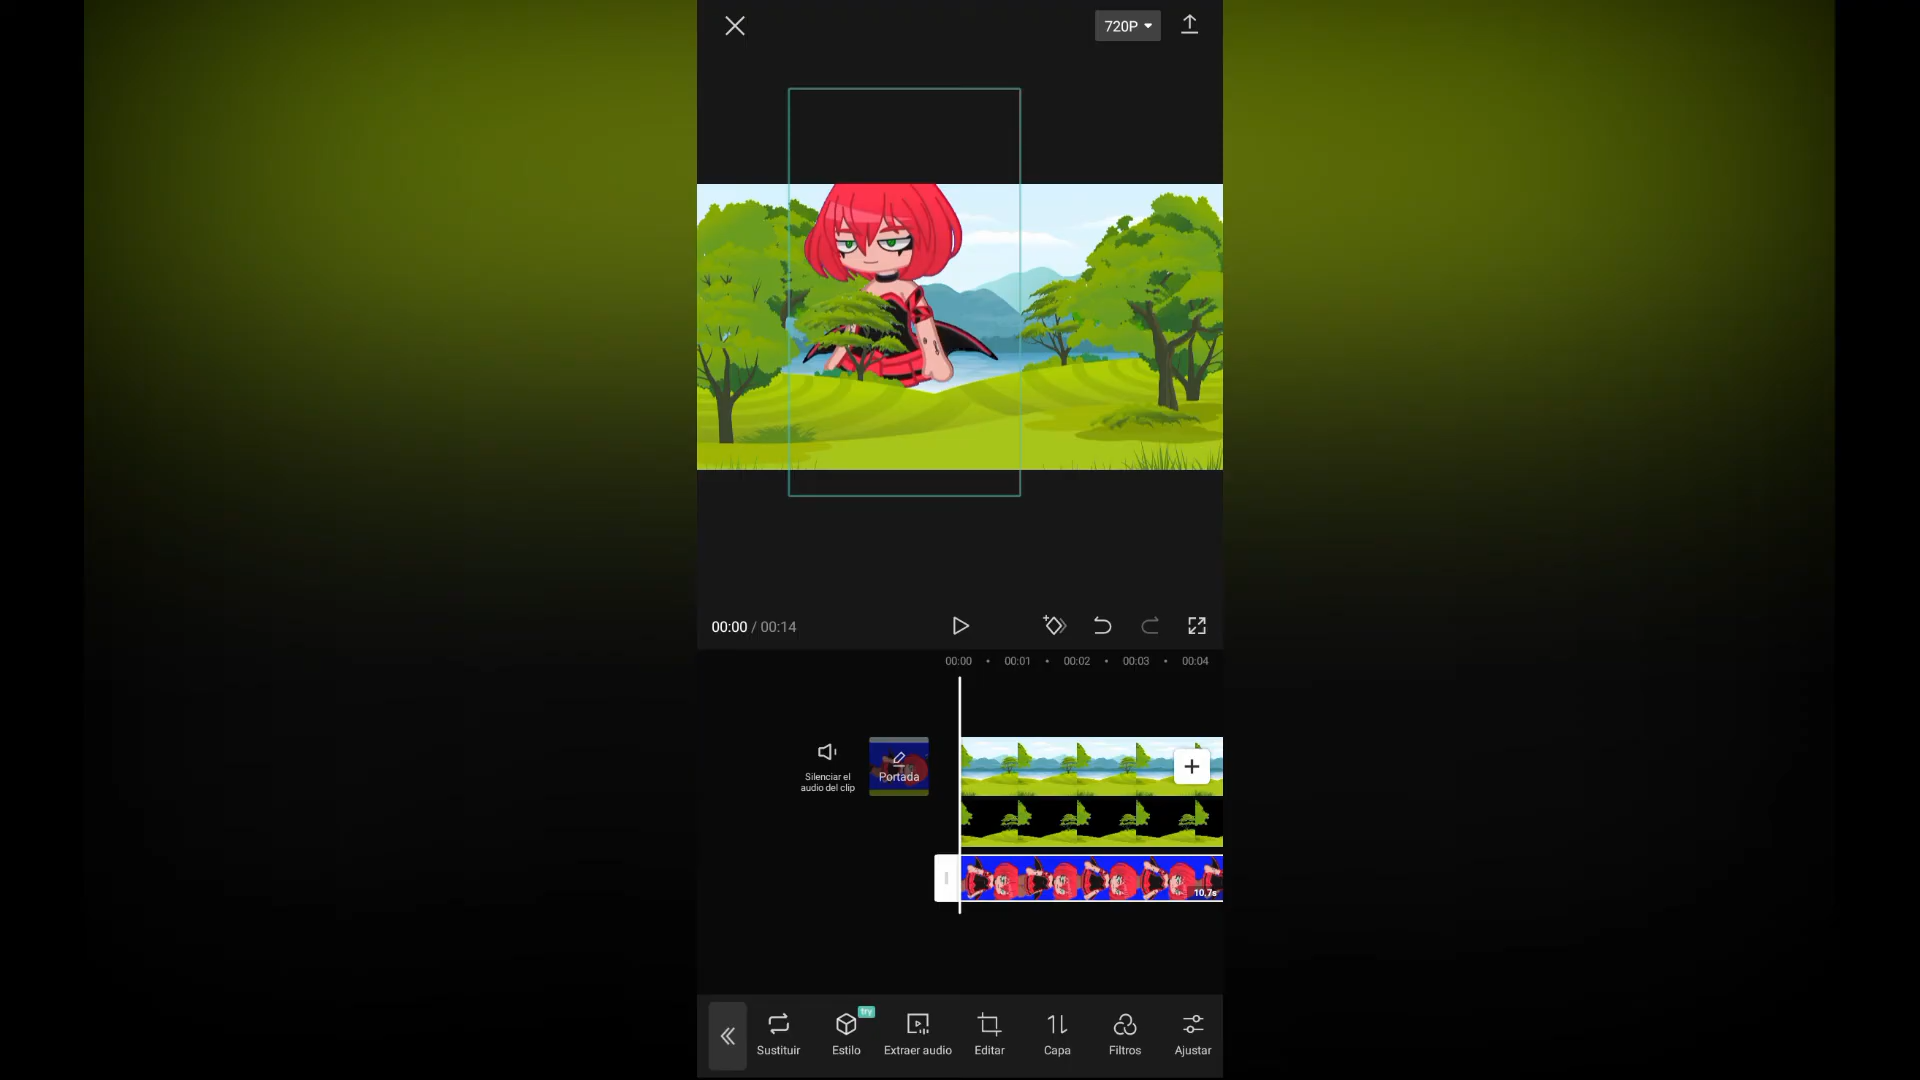 720P
00:00 / 00:14
00:00 00:01 00:02 00:03 00:04
Silenciar el
audio del clip
Portada
10.7s
try
Sustituir Estilo Extraer audio Editar Capa Filtros Ajustar